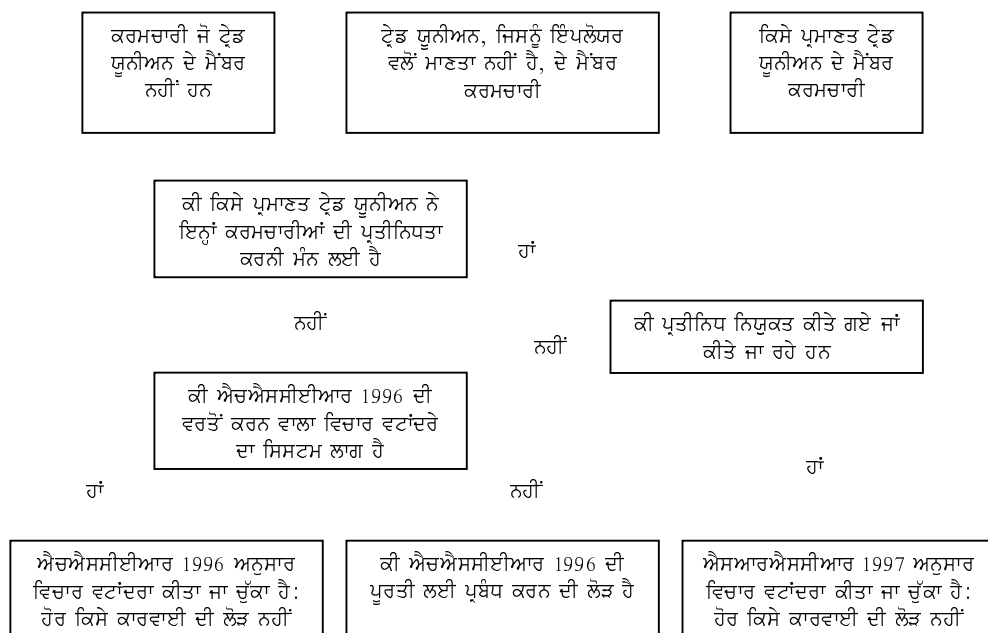 ਕਰਮਚਾਰੀ ਜੋ ਟ੍ਰੇਡ
ਯੂਨੀਅਨ ਦੇ ਮੈਂਬਰ
ਨਹੀਂ ਹਨ
ਟ੍ਰੇਡ ਯੂਨੀਅਨ, ਜਿਸਨੂੰ ਇੰਪਲੋਯਰ
ਵਲੋਂ ਮਾਣਤਾ ਨਹੀਂ ਹੈ, ਦੇ ਮੈਂਬਰ
ਕਰਮਚਾਰੀ
ਕਿਸੇ ਪ੍ਰਮਾਣਤ ਟ੍ਰੇਡ
ਯੂਨੀਅਨ ਦੇ ਮੈਂਬਰ
ਕਰਮਚਾਰੀ
ਕੀ ਕਿਸੇ ਪ੍ਰਮਾਣਤ ਟ੍ਰੇਡ ਯੂਨੀਅਨ ਨੇ
ਇਨ੍ਹਾਂ ਕਰਮਚਾਰੀਆਂ ਦੀ ਪ੍ਰਤੀਨਿਧਤਾ
ਕਰਨੀ ਮੰਨ ਲਈ ਹੈ
ਹਾਂ
ਨਹੀਂ
ਨਹੀਂ
ਕੀ ਪ੍ਰਤੀਨਿਧ ਨਿਯੁਕਤ ਕੀਤੇ ਗਏ ਜਾਂ
ਕੀਤੇ ਜਾ ਰਹੇ ਹਨ
ਕੀ ਐਚਐਸਸੀਈਆਰ 1996 ਦੀ
ਵਰਤੋਂ ਕਰਨ ਵਾਲਾ ਵਿਚਾਰ ਵਟਾਂਦਰੇ
ਦਾ ਸਿਸਟਮ ਲਾਗ ਹੈ
ਹਾਂ
ਹਾਂ
ਨਹੀਂ
ਐਚਐਸਸੀਈਆਰ 1996 ਅਨੁਸਾਰ
ਵਿਚਾਰ ਵਟਾਂਦਰਾ ਕੀਤਾ ਜਾ ਚੁੱਕਾ ਹੈ:
ਹੋਰ ਕਿਸੇ ਕਾਰਵਾਈ ਦੀ ਲੋੜ ਨਹੀਂ
ਕੀ ਐਚਐਸਸੀਈਆਰ 1996 ਦੀ
ਪੂਰਤੀ ਲਈ ਪ੍ਰਬੰਧ ਕਰਨ ਦੀ ਲੋੜ ਹੈ
ਐਸਆਰਐਸਸੀਆਰ 1997 ਅਨੁਸਾਰ
ਵਿਚਾਰ ਵਟਾਂਦਰਾ ਕੀਤਾ ਜਾ ਚੁੱਕਾ ਹੈ:
ਹੋਰ ਕਿਸੇ ਕਾਰਵਾਈ ਦੀ ਲੋੜ ਨਹੀਂ